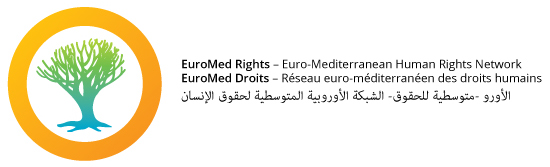 EuroMed Rights – Euro-Mediterranean Human Rights Network
EuroMed Droits – Réseau euro-méditerranéen des droits humains
الأورو -متوسطية للحقوق- الشبكة الأوروبية المتوسطية لحقوق الإنسان